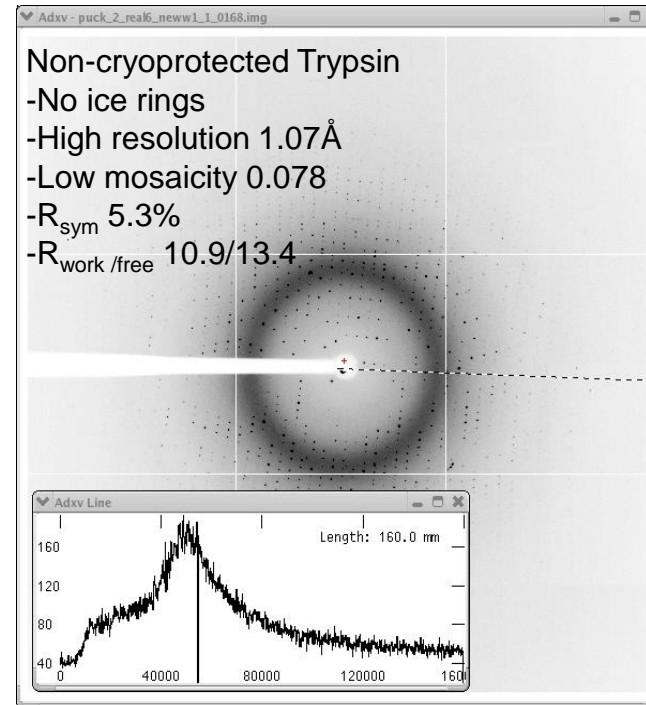 Adxv - puck_2_real6_neww1_1_0168.img
Non-cryoprotected Trypsin
-No ice rings
-High resolution 1.07Å
-Low mosaicity 0.078
-Rsym 5.3%
-Rwork /free 10.9/13.4
Adxv Line
Length: 160.0 mm
160
120
80
40
0 40000 80000 120000 160